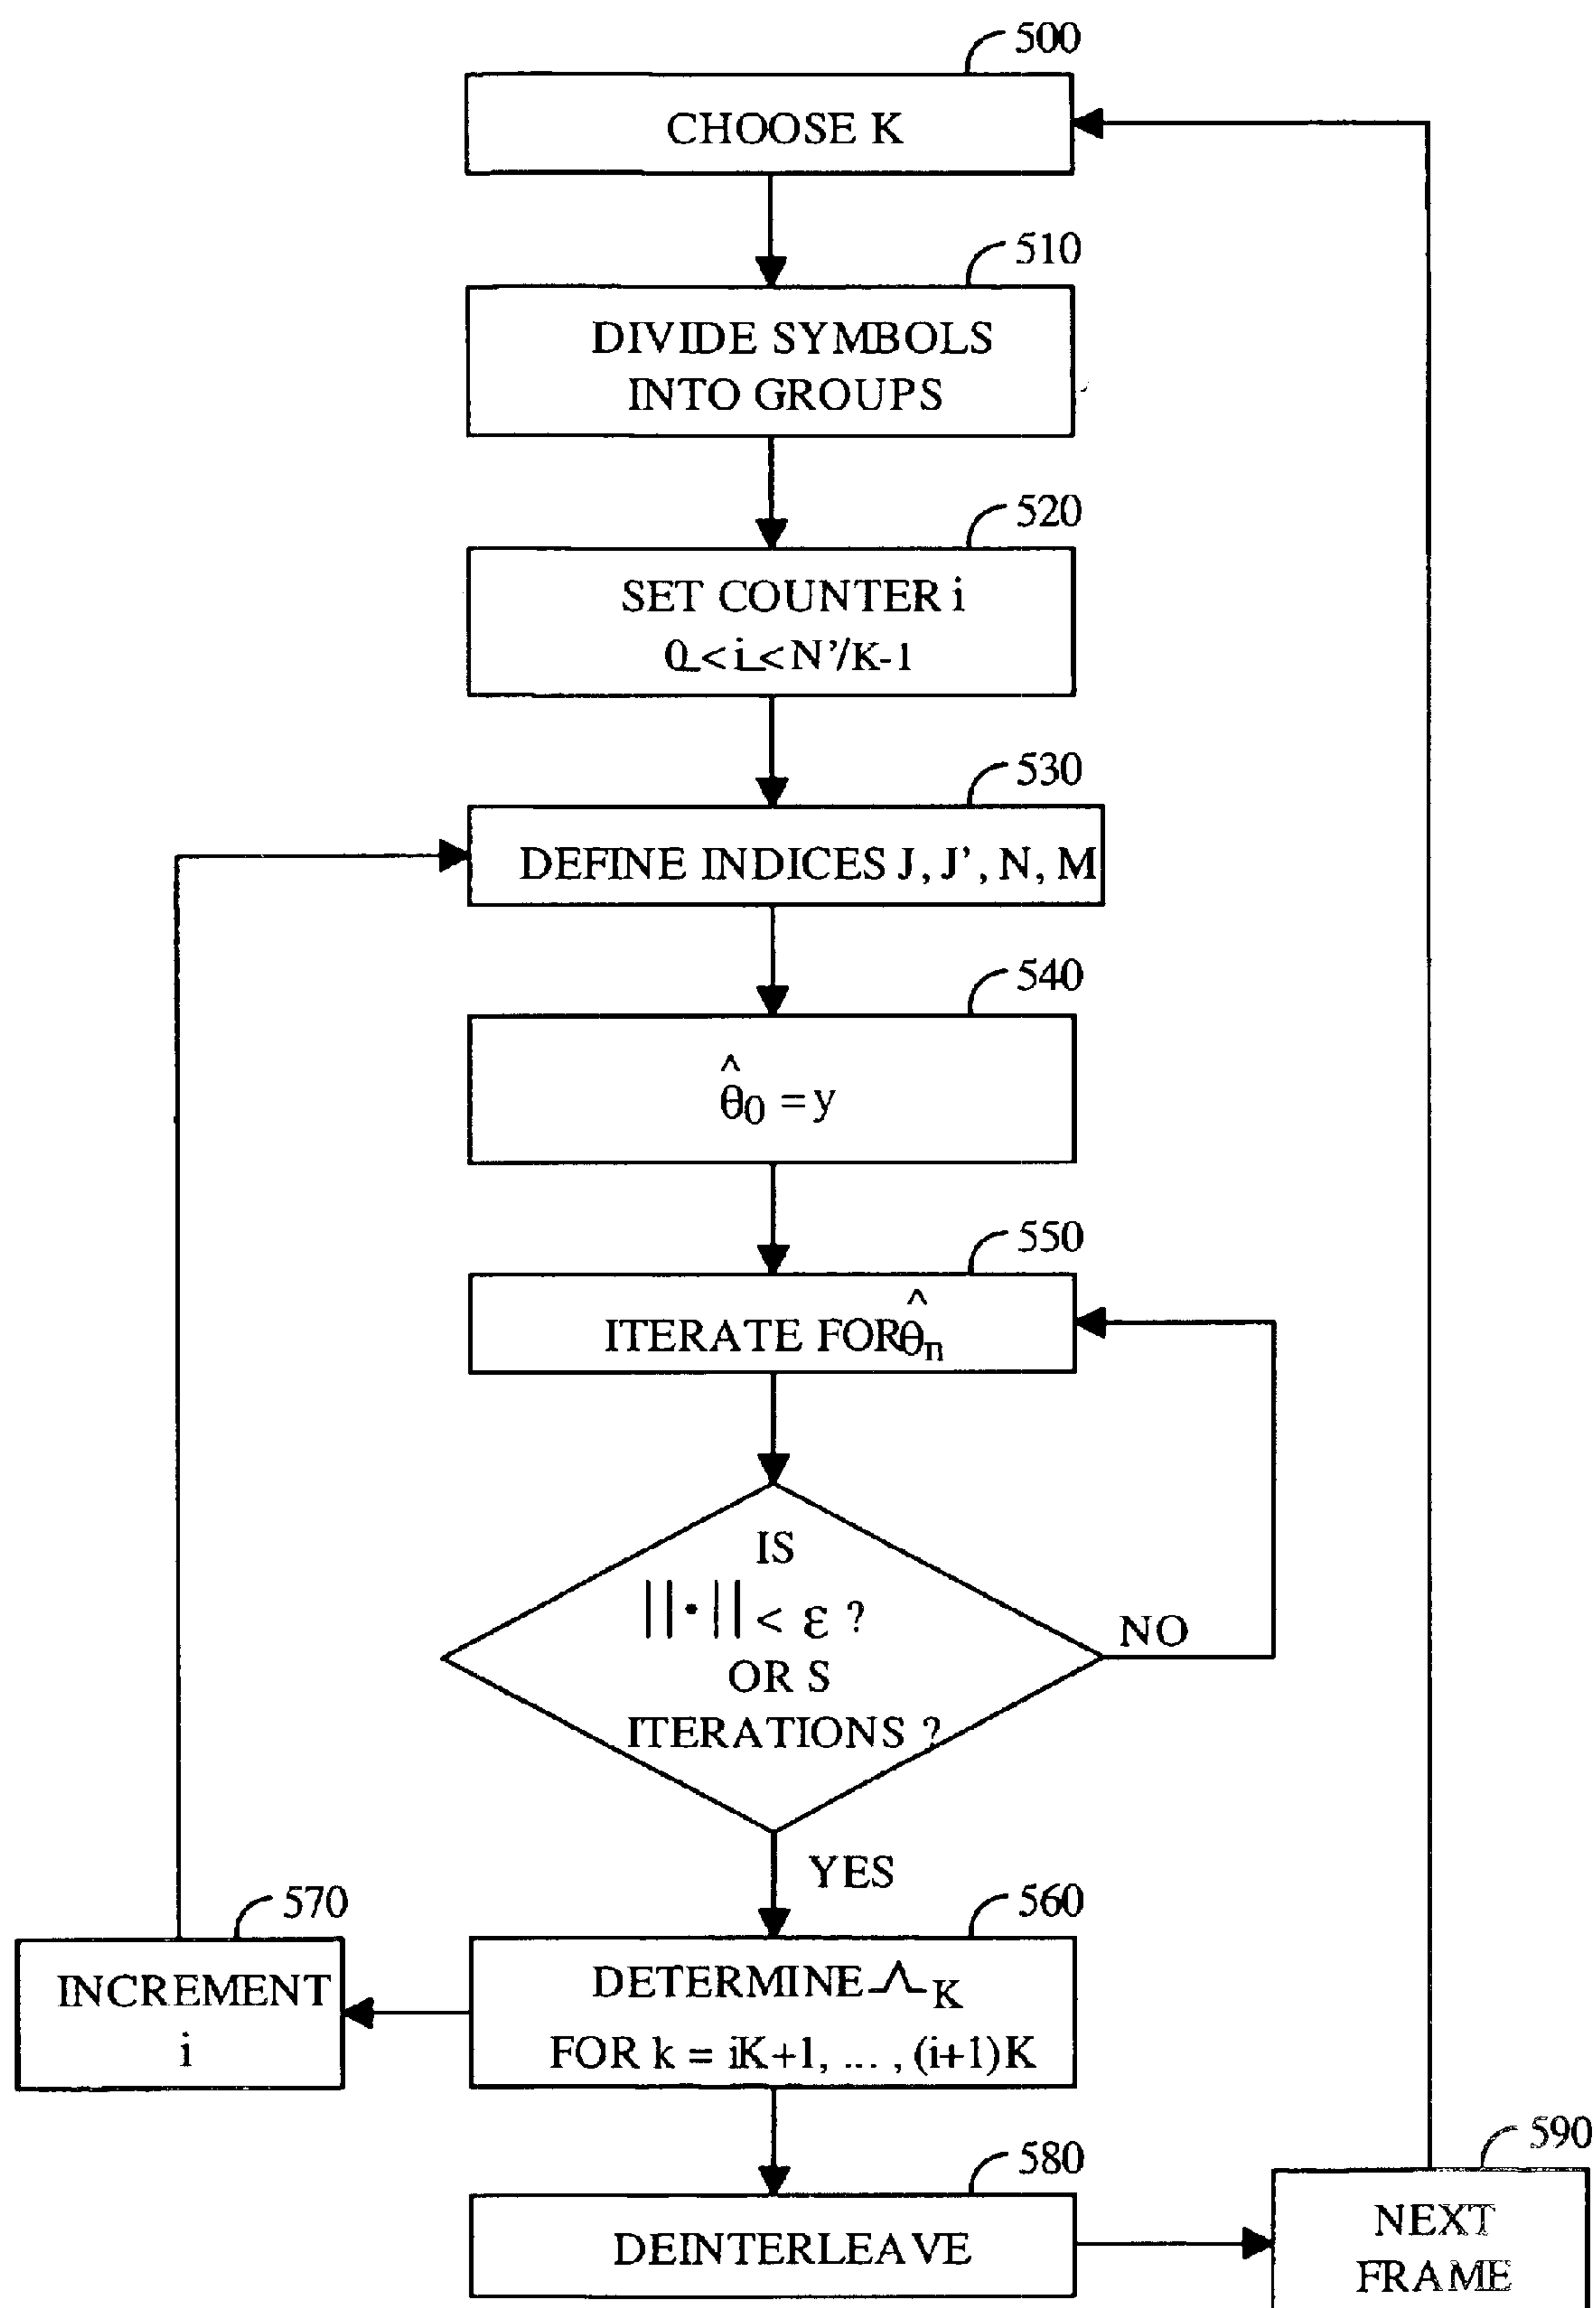 500
CHOOSE K
510
DIVIDE SYMBOLS
INTO GROUPS
520
SET COUNTER i
0≤i≤N'/K-1
530
DEFINE INDICES J, J', N, M
540
θ̂₀ = y
550
ITERATE FOR θ̂ₙ
IS
||•|| < ε ?
OR S
ITERATIONS ?
NO
YES
570
INCREMENT
i
560
DETERMINE Λ_K
FOR k = iK+1, ... , (i+1)K
580
DEINTERLEAVE
590
NEXT
FRAME